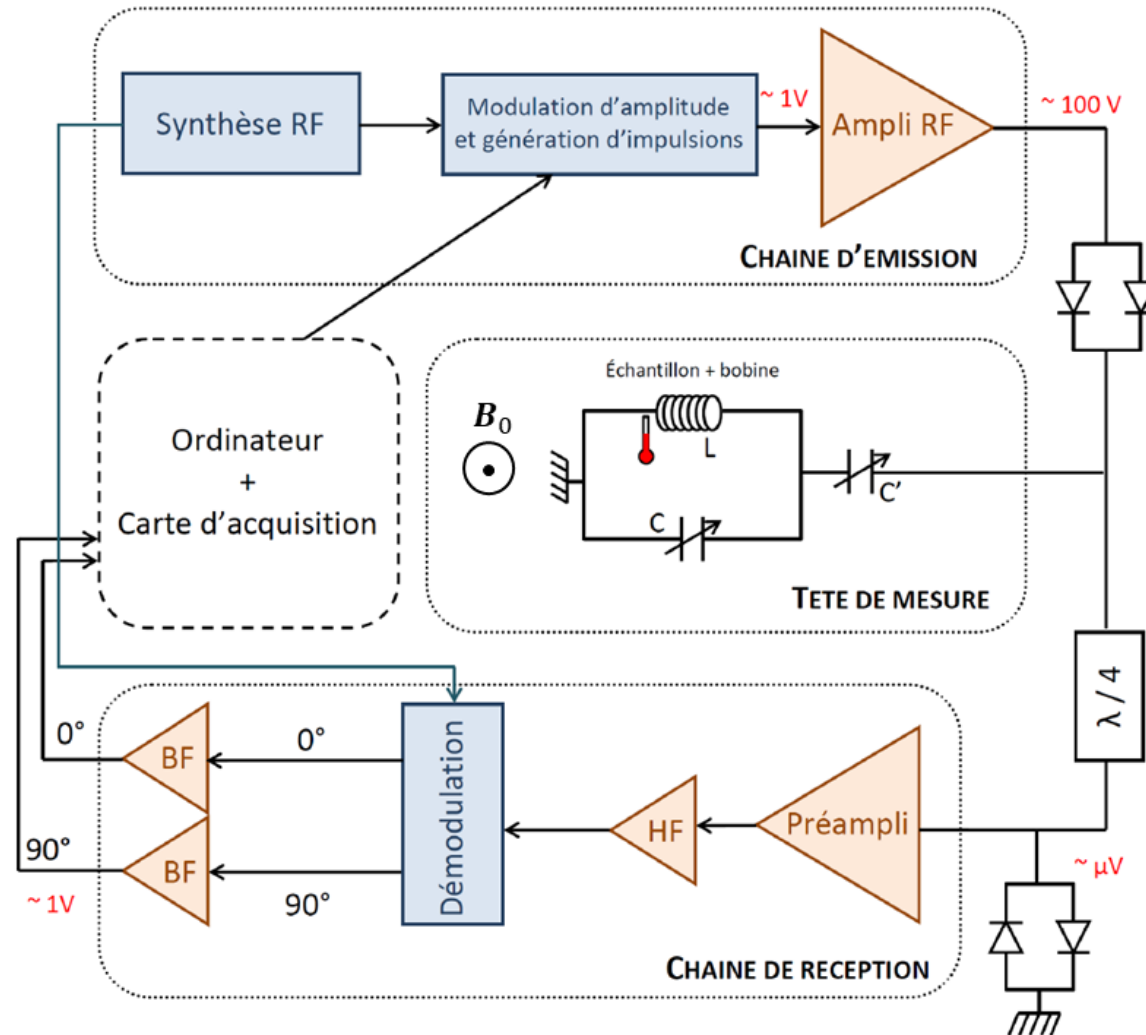 Synthèse RF
Modulation d'amplitude
et génération d'impulsions
~ 1V
Ampli RF
~ 100 V
CHAINE D'EMISSION
Ordinateur
+
Carte d'acquisition
Échantillon + bobine
B₀
L
C
C'
TETE DE MESURE
λ / 4
0°
BF
0°
Démodulation
HF
Préampli
~ µV
90°
BF
90°
~ 1V
CHAINE DE RECEPTION